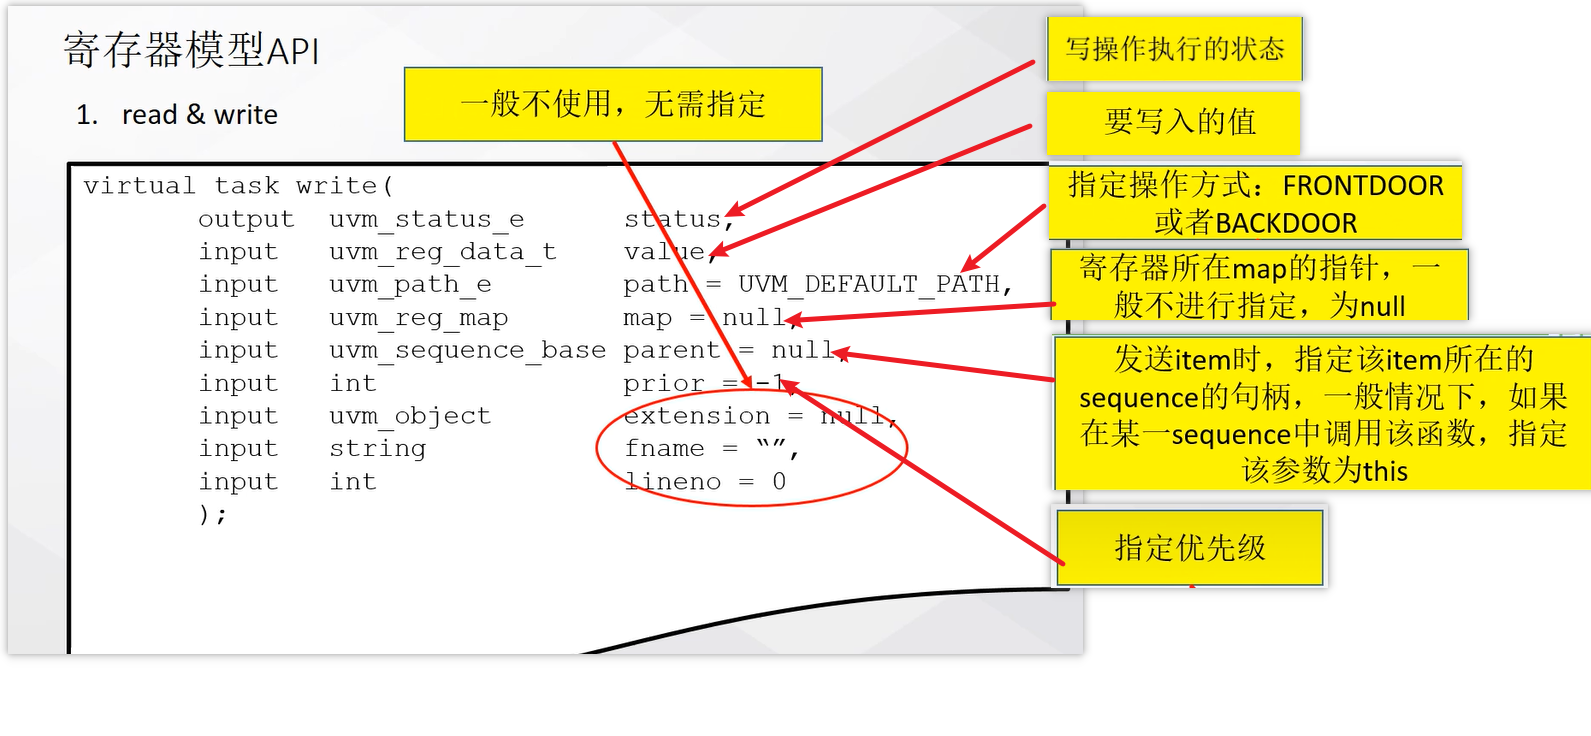 寄存器模型API
1. read & write
一般不使用，无需指定
写操作执行的状态
要写入的值
指定操作方式：FRONTDOOR
或者BACKDOOR
寄存器所在map的指针，一
般不进行指定，为null
发送item时，指定该item所在的
sequence的句柄，一般情况下，如果
在某一sequence中调用该函数，指定
该参数为this
指定优先级
virtual task write(
output uvm_status_e status,
input uvm_reg_data_t value,
input uvm_path_e path = UVM_DEFAULT_PATH,
input uvm_reg_map map = null,
input uvm_sequence_base parent = null,
input int prior = -1,
input uvm_object extension = null,
input string fname = “”,
input int lineno = 0
);